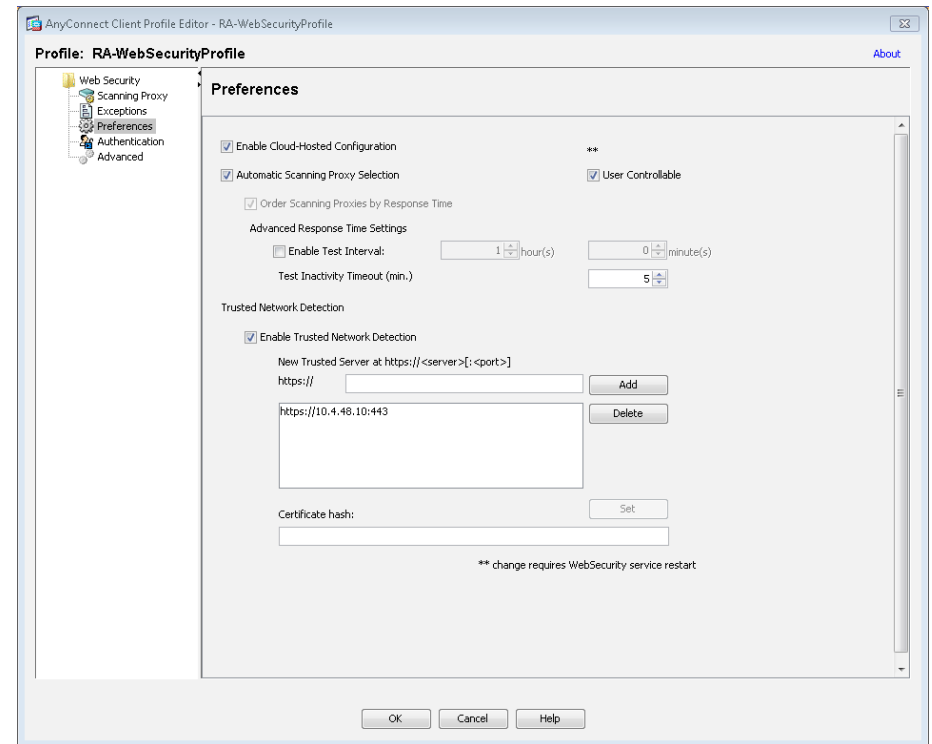 AnyConnect Client Profile Editor - RA-WebSecurityProfile
Profile: RA-WebSecurityProfile
About
Web Security
Scanning Proxy
Exceptions
Preferences
Authentication
Advanced
Preferences
Enable Cloud-Hosted Configuration **
Automatic Scanning Proxy Selection User Controllable
Order Scanning Proxies by Response Time
Advanced Response Time Settings
Enable Test Interval: 1 hour(s) 0 minute(s)
Test Inactivity Timeout (min.) 5
Trusted Network Detection
Enable Trusted Network Detection
New Trusted Server at https://<server>[:<port>]
https:// Add
https://10.4.48.10:443 Delete
Certificate hash: Set
** change requires WebSecurity service restart
OK Cancel Help